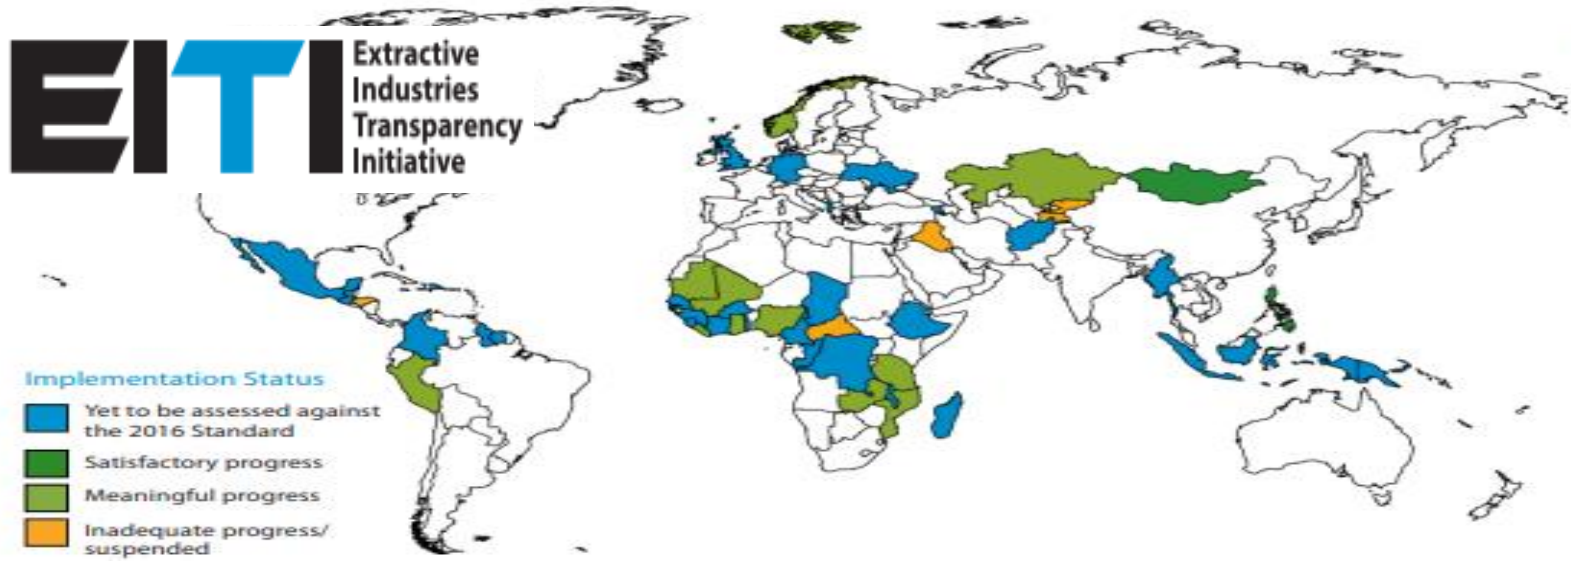 EITI
Extractive
Industries
Transparency
Initiative
Implementation Status
Yet to be assessed against
the 2016 Standard
Satisfactory progress
Meaningful progress
Inadequate progress/
suspended